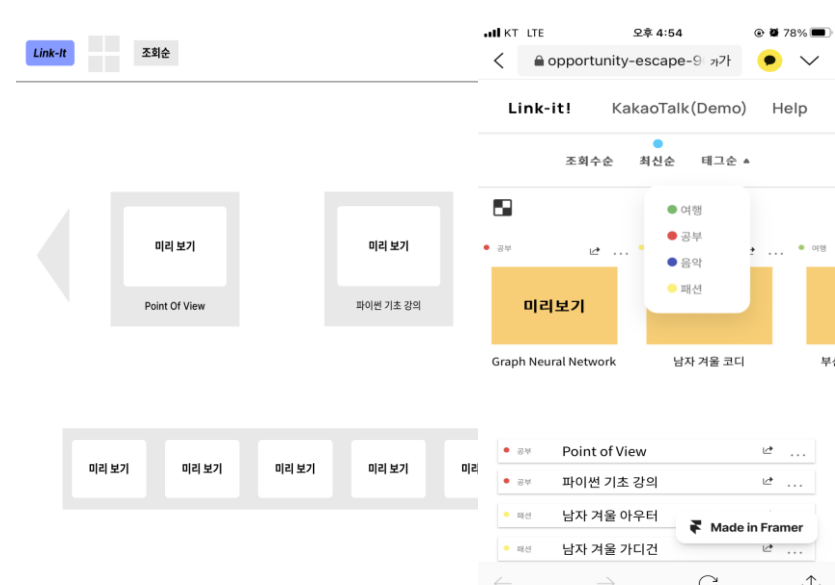 Link-It
조회순
미리 보기
미리 보기
Point Of View
파이썬 기초 강의
미리 보기
미리 보기
미리 보기
미리 보기
KT LTE
오후 4:54
78%
opportunity-escape-9
가가
Link-it!
KakaoTalk(Demo)
Help
조회수순
최신순
태그순
여행
공부
음악
패션
공부
...
...
여행
미리보기
Graph Neural Network
남자 겨울 코디
공부
Point of View
...
공부
파이썬 기초 강의
...
패션
남자 겨울 아우터
Made in Framer
패션
남자 겨울 가디건
...